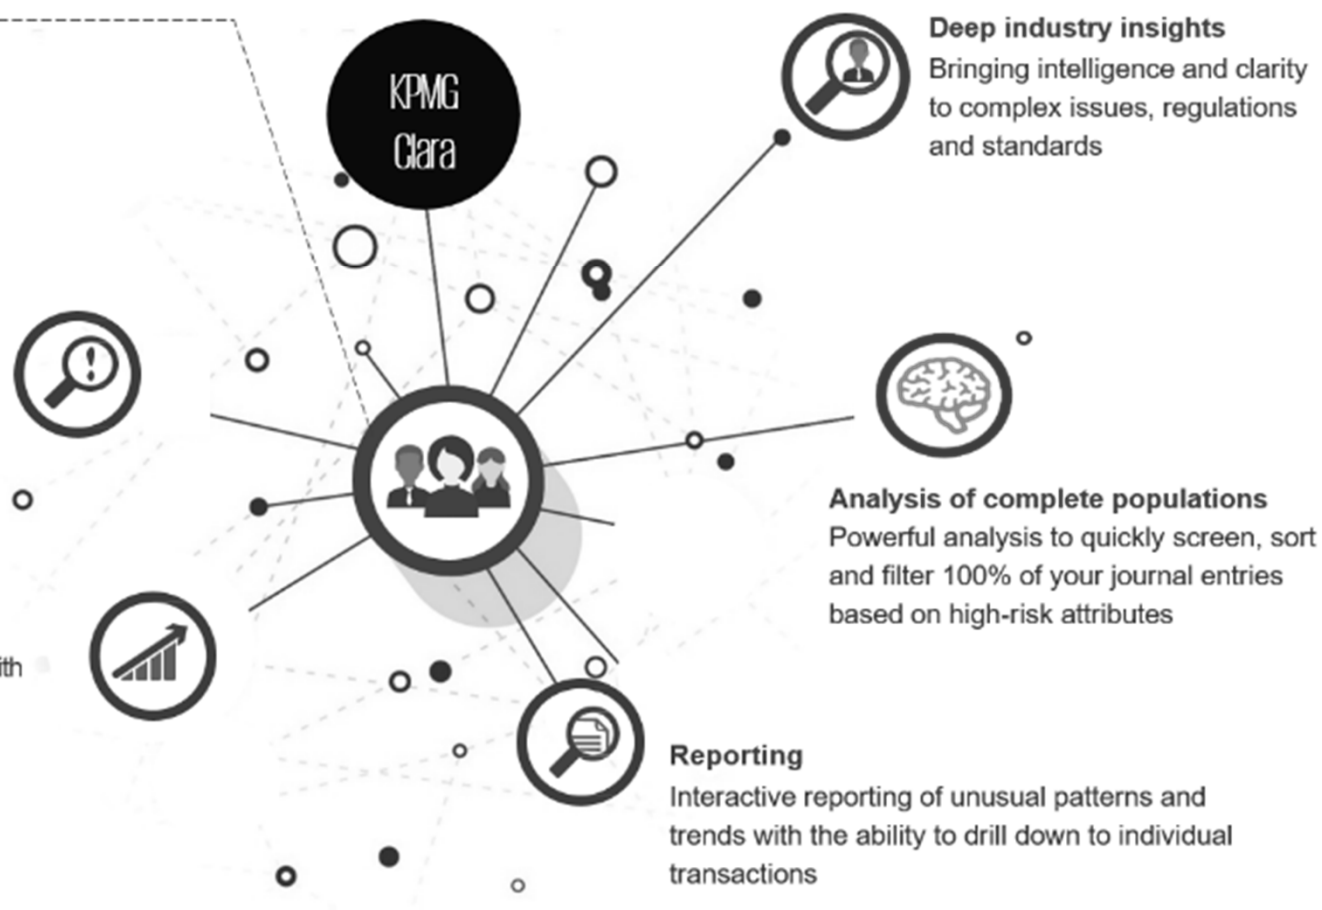 KPMG
Clara
Deep industry insights
Bringing intelligence and clarity
to complex issues, regulations
and standards
Analysis of complete populations
Powerful analysis to quickly screen, sort
and filter 100% of your journal entries
based on high-risk attributes
ith
Reporting
Interactive reporting of unusual patterns and
trends with the ability to drill down to individual
transactions